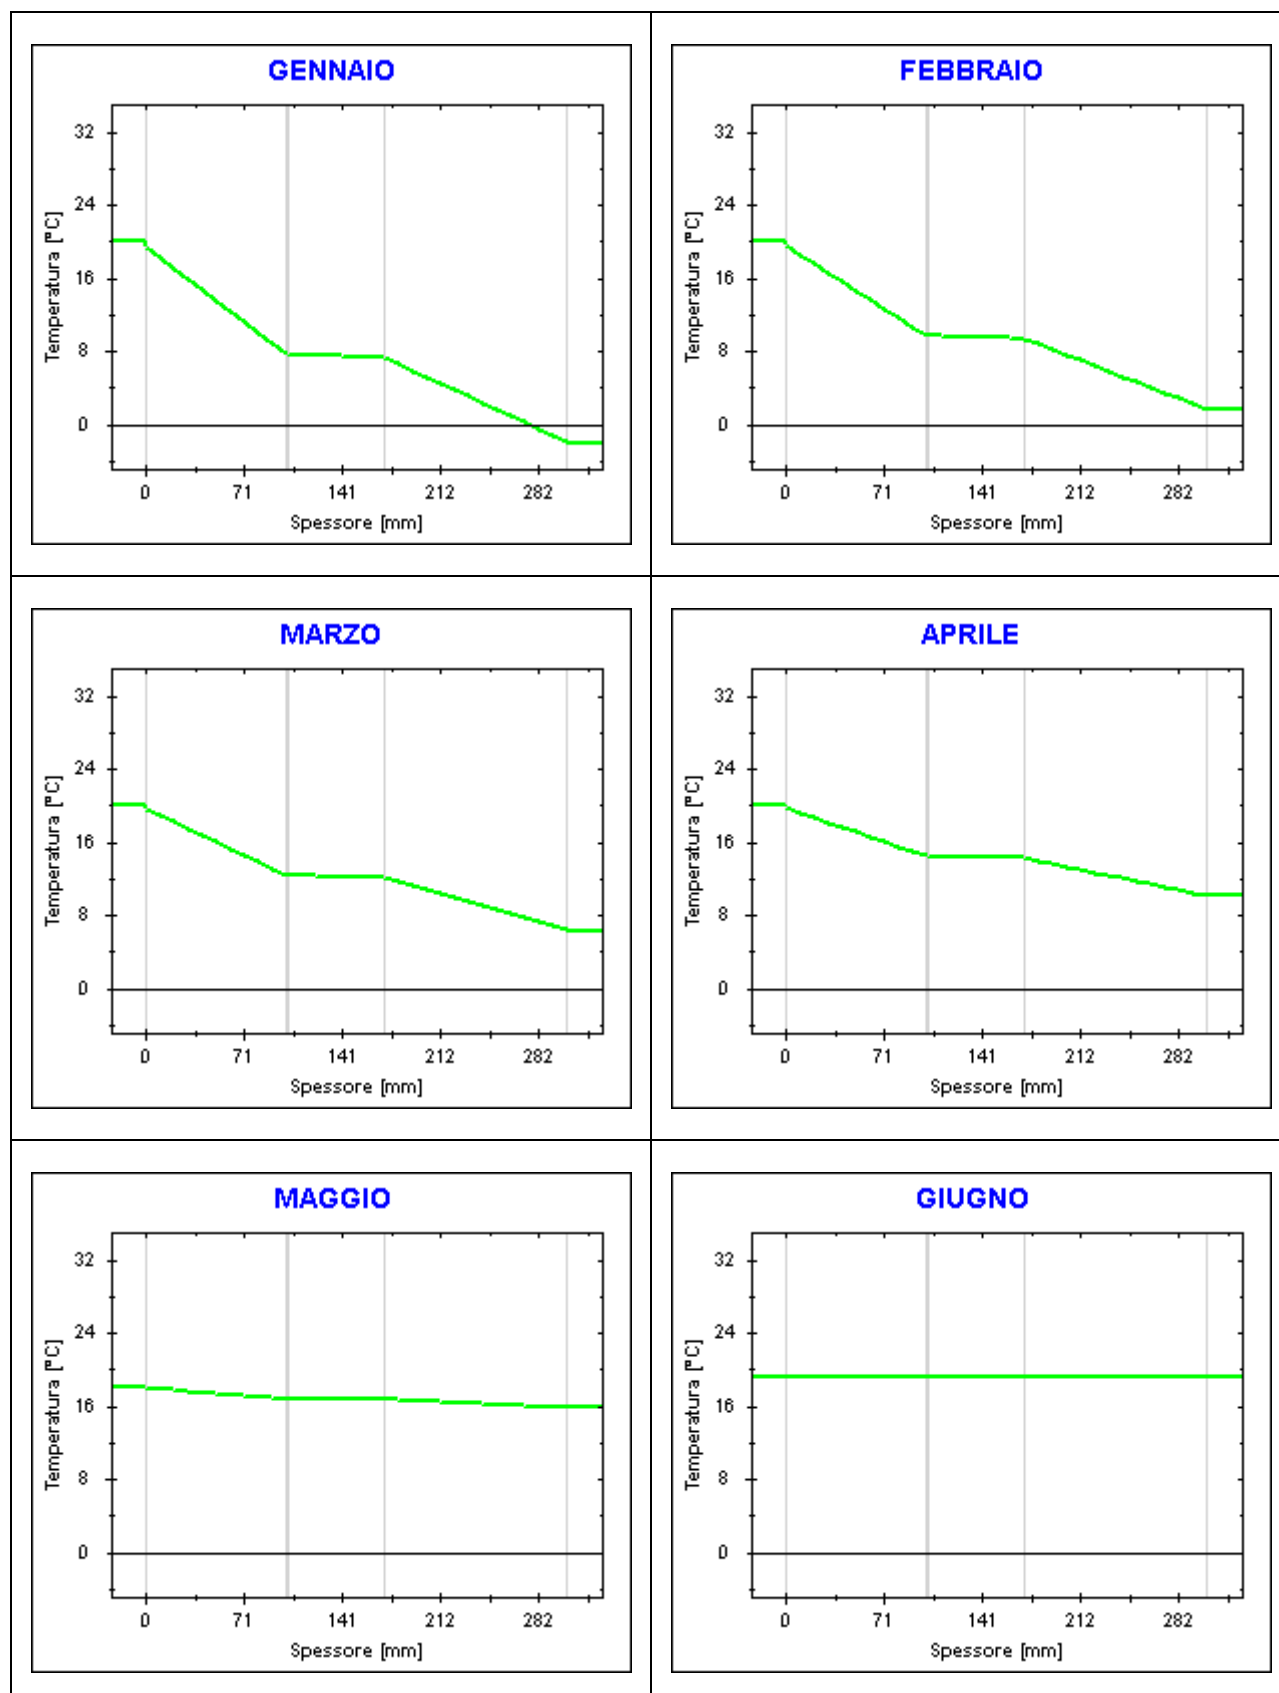 GENNAIO
32
24
16
8
0
Temperatura [°C]
0 71 141 212 282
Spessore [mm]
FEBBRAIO
32
24
16
8
0
Temperatura [°C]
0 71 141 212 282
Spessore [mm]
MARZO
32
24
16
8
0
Temperatura [°C]
0 71 141 212 282
Spessore [mm]
APRILE
32
24
16
8
0
Temperatura [°C]
0 71 141 212 282
Spessore [mm]
MAGGIO
32
24
16
8
0
Temperatura [°C]
0 71 141 212 282
Spessore [mm]
GIUGNO
32
24
16
8
0
Temperatura [°C]
0 71 141 212 282
Spessore [mm]